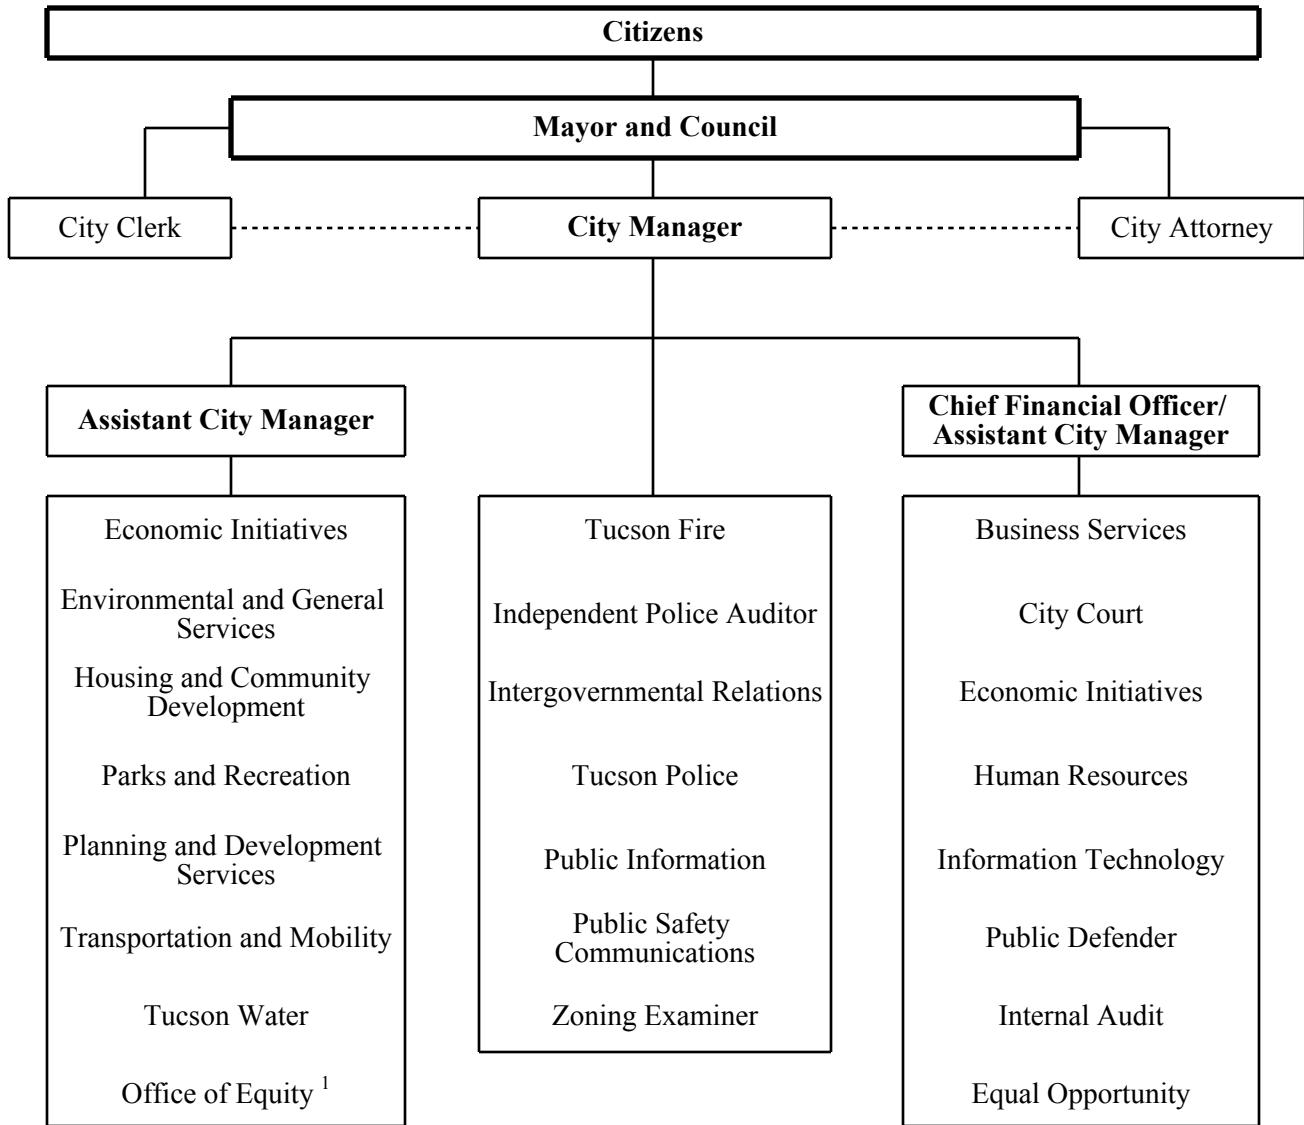 Citizens
Mayor and Council
City Clerk
City Manager
City Attorney
Assistant City Manager
Economic Initiatives
Environmental and General
Services
Housing and Community
Development
Parks and Recreation
Planning and Development
Services
Transportation and Mobility
Tucson Water
Office of Equity 1
Tucson Fire
Independent Police Auditor
Intergovernmental Relations
Tucson Police
Public Information
Public Safety
Communications
Zoning Examiner
Chief Financial Officer/
Assistant City Manager
Business Services
City Court
Economic Initiatives
Human Resources
Information Technology
Public Defender
Internal Audit
Equal Opportunity